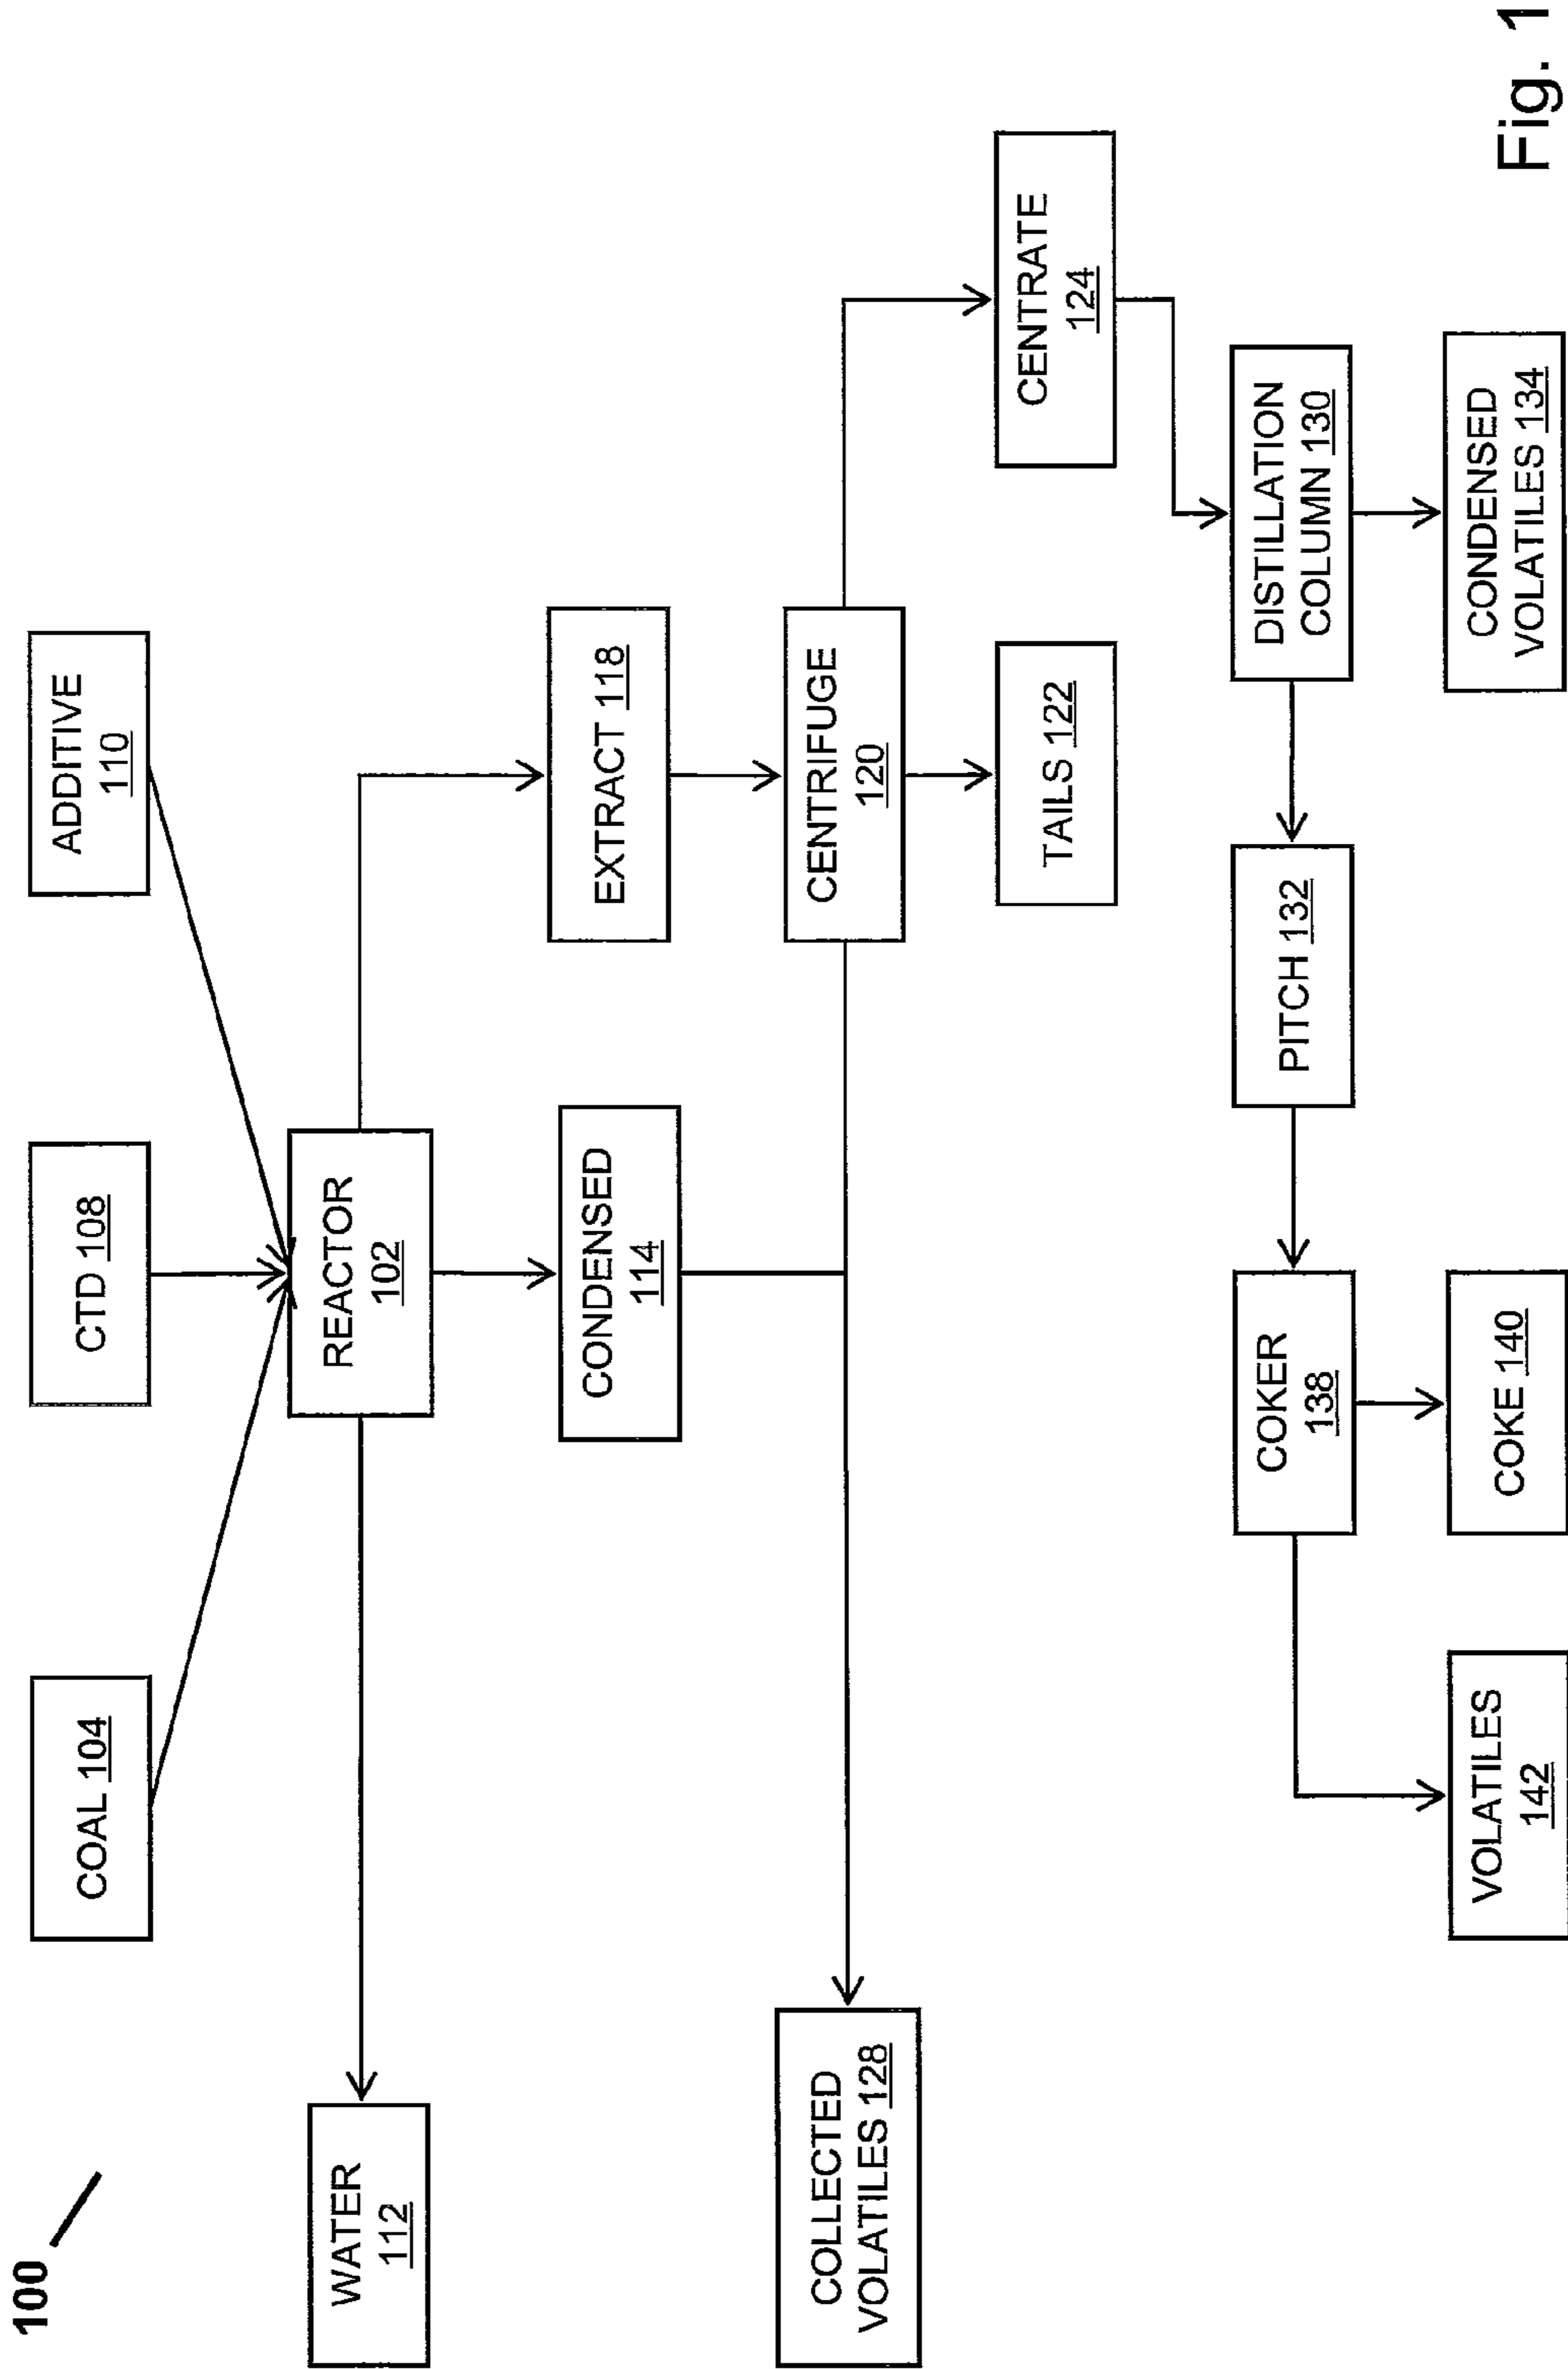 100
COAL 104
CTD 108
ADDITIVE
110
WATER
112
REACTOR
102
CONDENSED
114
EXTRACT 118
COLLECTED
VOLATILES 128
CENTRIFUGE
120
TAILS 122
CENTRATE
124
COKER
138
PITCH 132
DISTILLATION
COLUMN 130
VOLATILES
142
COKE 140
CONDENSED
VOLATILES 134
Fig. 1